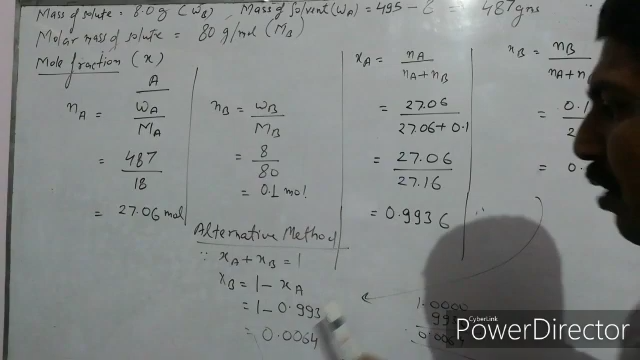 Mass of solute = 8.0 g (WB), Mass of solvent (WA) = 495 - 8 = 487 gms
Molar mass of solute = 80 g/mol (MB)
Mole fraction (x)
A
nA = WA / MA
= 487 / 18
= 27.06 mol
nB = WB / MB
= 8 / 80
= 0.1 mol
xA = nA / nA + nB
= 27.06 / 27.06 + 0.1
= 27.06 / 27.16
= 0.9936
xB = nB / nA + n
= 0.1
= 0.
Alternative Method
∵ xA + xB = 1
xB = 1 - xA
= 1 - 0.993
= 0.0064
1.0000
CyberLink
PowerDirector